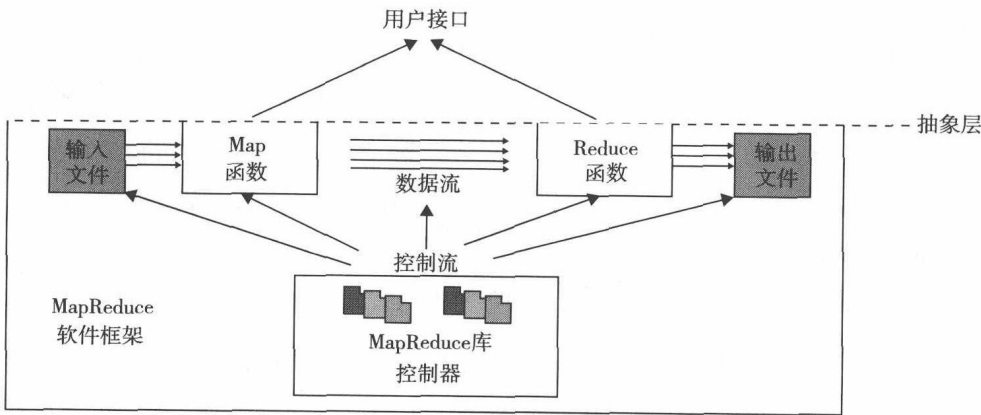 用户接口
抽象层
输入
文件
Map
函数
数据流
Reduce
函数
输出
文件
控制流
MapReduce
软件框架
MapReduce库
控制器